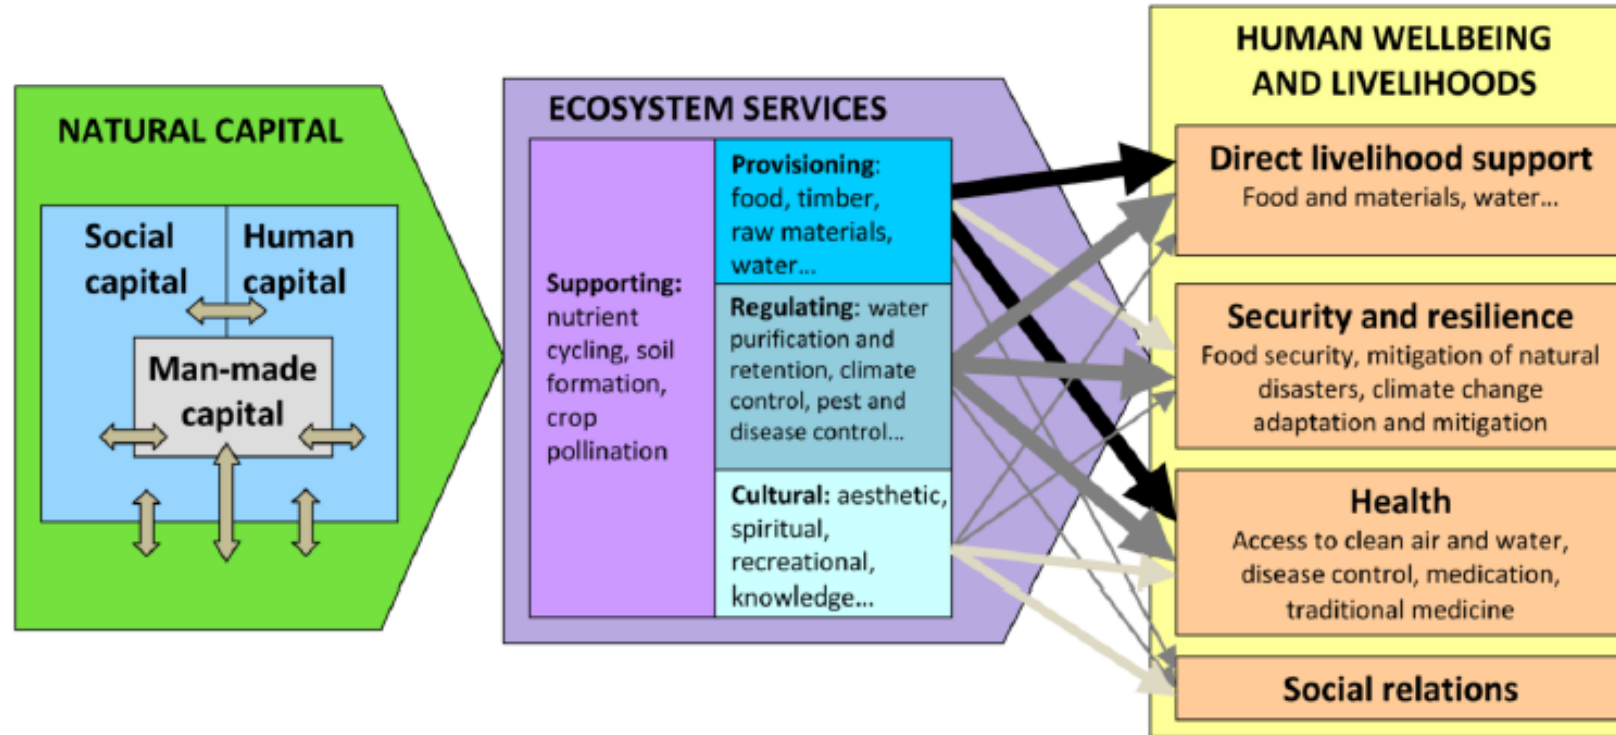 NATURAL CAPITAL
Social
capital
Human
capital
Man-made
capital
ECOSYSTEM SERVICES
Supporting:
nutrient
cycling, soil
formation,
crop
pollination
Provisioning:
food, timber,
raw materials,
water...
Regulating: water
purification and
retention, climate
control, pest and
disease control...
Cultural: aesthetic,
spiritual,
recreational,
knowledge...
HUMAN WELLBEING
AND LIVELIHOODS
Direct livelihood support
Food and materials, water...
Security and resilience
Food security, mitigation of natural
disasters, climate change
adaptation and mitigation
Health
Access to clean air and water,
disease control, medication,
traditional medicine
Social relations